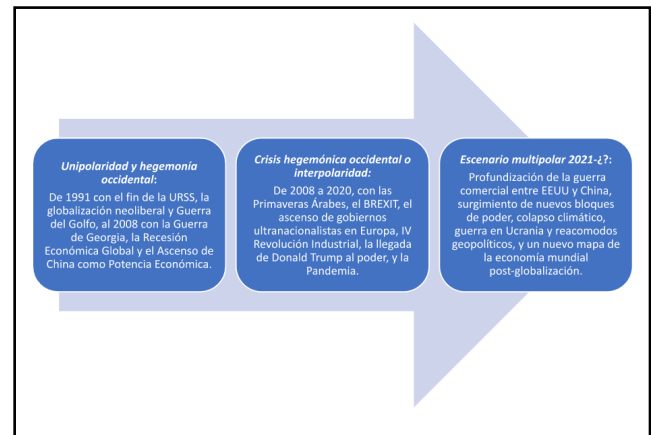 Unipolaridad y hegemonía
occidental:
De 1991 con el fin de la URSS, la
globalización neoliberal y Guerra
del Golfo, al 2008 con la Guerra
de Georgia, la Recesión
Económica Global y el Ascenso de
China como Potencia Económica.
Crisis hegemónica occidental o
interpolaridad:
De 2008 a 2020, con las
Primaveras Árabes, el BREXIT, el
ascenso de gobiernos
ultranacionalistas en Europa, IV
Revolución Industrial, la llegada
de Donald Trump al poder, y la
Pandemia.
Escenario multipolar 2021-¿?:
Profundización de la guerra
comercial entre EEUU y China,
surgimiento de nuevos bloques
de poder, colapso climático,
guerra en Ucrania y reacomodos
geopolíticos, y un nuevo mapa de
la economía mundial
post-globalización.